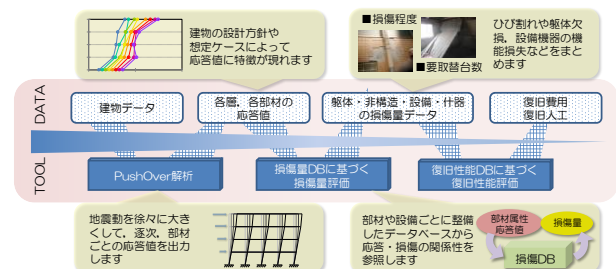 建物の設計方針や
想定ケースによって
応答値に特徴が現れます
■損傷程度
■要取替台数
ひび割れや躯体
欠損，設備機器の機
能損失などをまと
めます
DATA
建物データ
各層，各部材の
応答値
躯体・非構造・設備・什器
の損傷量データ
復旧費用
復旧人工
TOOL
PushOver解析
損傷量DBに基づく
損傷量評価
復旧性能DBに基づく
復旧性能評価
地震動を徐々に大き
くして，逐次，部材
ごとの応答値を出力
します
部材や設備ごとに整備
したデータベースから
応答・損傷の関係性を
参照します
部材属性
応答値
損傷量
損傷DB